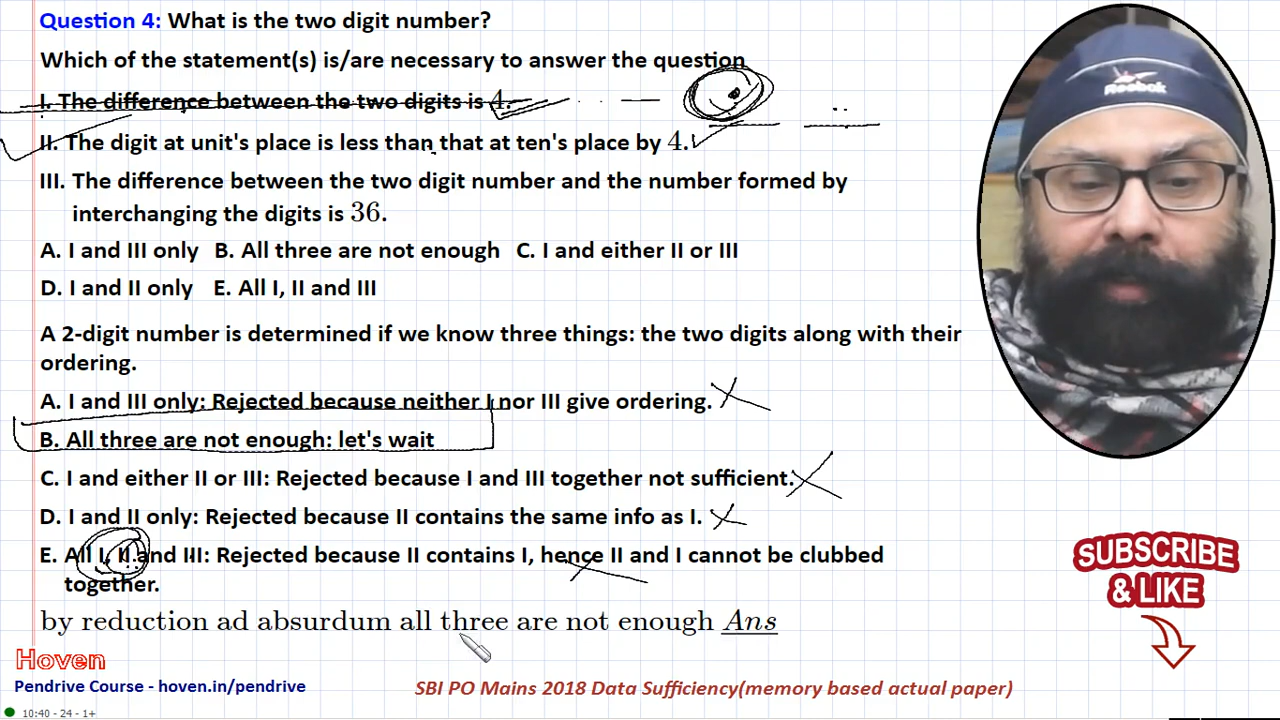 Question 4: What is the two digit number?
Which of the statement(s) is/are necessary to answer the question
I. The difference between the two digits is 4.
II. The digit at unit's place is less than that at ten's place by 4.
III. The difference between the two digit number and the number formed by
interchanging the digits is 36.
A. I and III only B. All three are not enough C. I and either II or III
D. I and II only E. All I, II and III
A 2-digit number is determined if we know three things: the two digits along with their
ordering.
A. I and III only: Rejected because neither I nor III give ordering.
B. All three are not enough: let's wait
C. I and either II or III: Rejected because I and III together not sufficient.
D. I and II only: Rejected because II contains the same info as I.
E. All I, II and III: Rejected because II contains I, hence II and I cannot be clubbed
together.
by reduction ad absurdum all three are not enough Ans
Reebok
SUBSCRIBE
& LIKE
Hoven
Pendrive Course - hoven.in/pendrive
SBI PO Mains 2018 Data Sufficiency(memory based actual paper)
10:40 - 24 - 1+